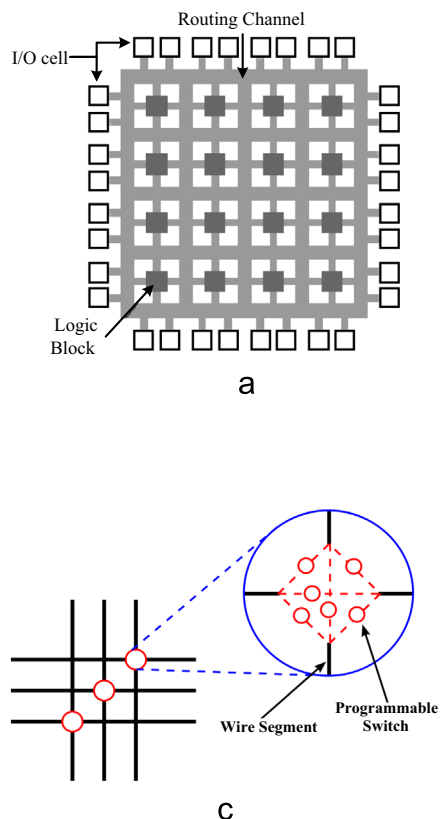 Routing Channel
I/O cell
Logic
Block
a
Wire Segment
Programmable
Switch
c